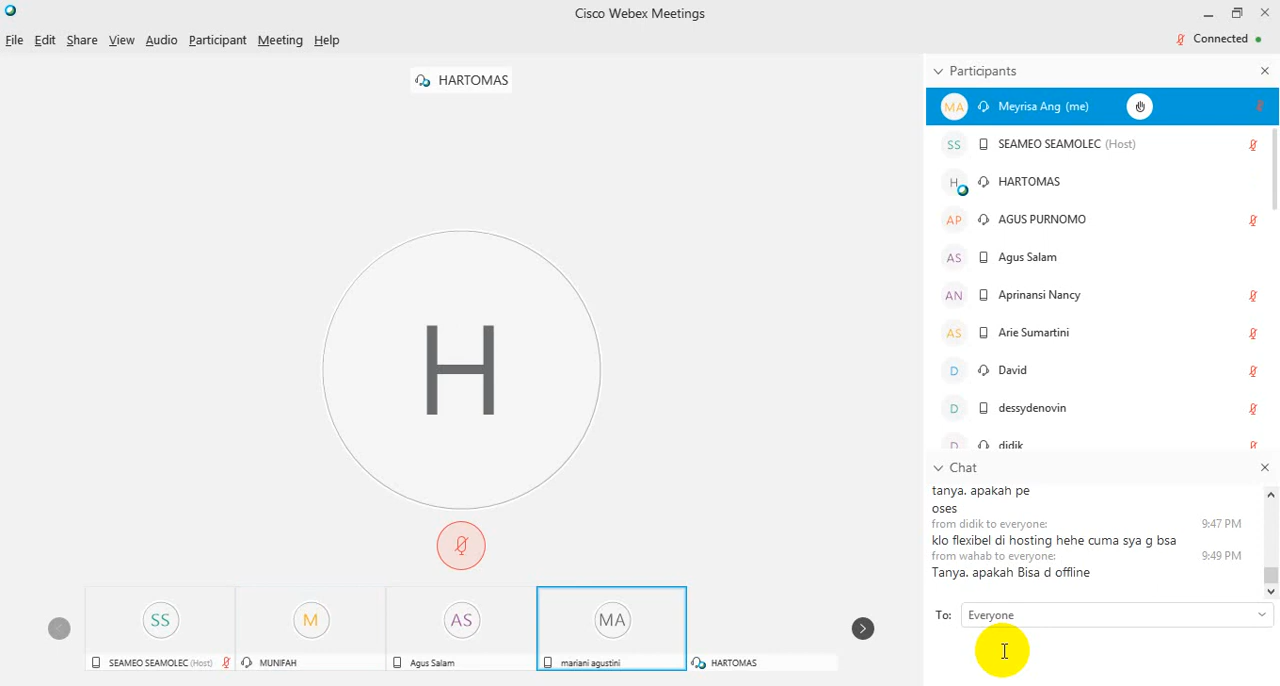 Cisco Webex Meetings
File Edit Share View Audio Participant Meeting Help
Connected
HARTOMAS
H
SS
SEAMEO SEAMOLEC (Host)
M
MUNIFAH
AS
Agus Salam
MA
mariani agustini
HARTOMAS
Participants
MA Meyrisa Ang (me)
SS SEAMEO SEAMOLEC (Host)
H HARTOMAS
AP AGUS PURNOMO
AS Agus Salam
AN Aprinansi Nancy
AS Arie Sumartini
D David
D dessydenovin
D didik
Chat
tanya. apakah pe
oses
from didik to everyone: 9:47 PM
klo flexibel di hosting hehe cuma sya g bsa
from wahab to everyone: 9:49 PM
Tanya. apakah Bisa d offline
To: Everyone